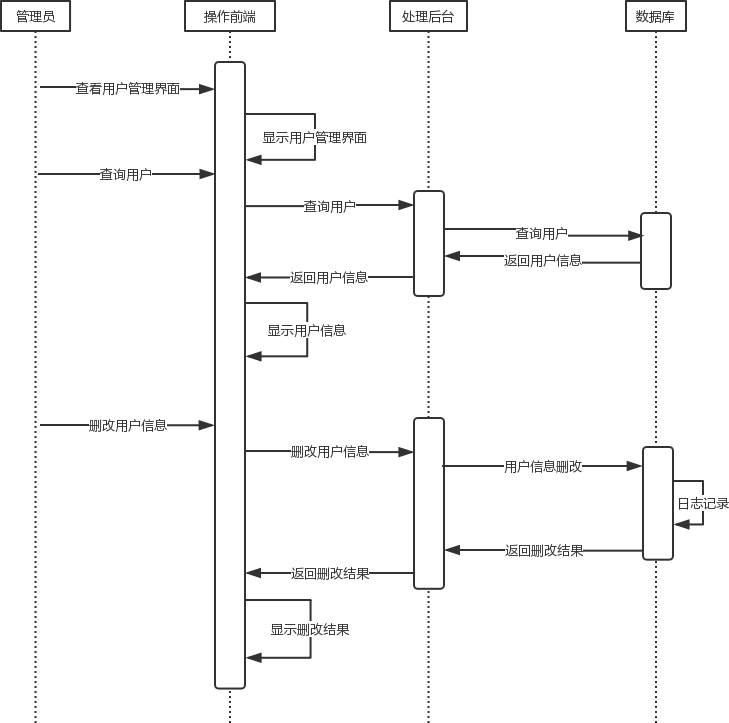 管理员
操作前端
处理后台
数据库
查看用户管理界面
显示用户管理界面
查询用户
查询用户
查询用户
返回用户信息
返回用户信息
显示用户信息
删改用户信息
删改用户信息
用户信息删改
日志记录
返回删改结果
返回删改结果
显示删改结果